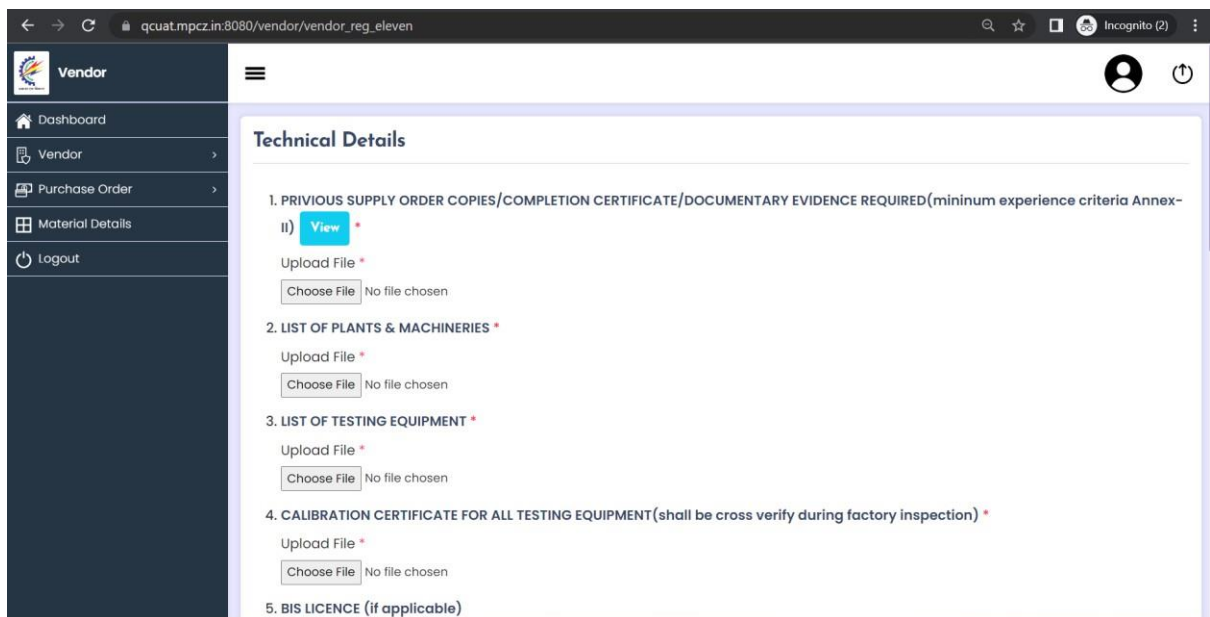 qcuat.mpcz.in:8080/vendor/vendor_reg_eleven
Incognito (2)
Vendor
Dashboard
Vendor
Purchase Order
Material Details
Logout
Technical Details
1. PRIVIOUS SUPPLY ORDER COPIES/COMPLETION CERTIFICATE/DOCUMENTARY EVIDENCE REQUIRED(mininum experience criteria Annex-
II) View *
Upload File *
Choose File No file chosen
2. LIST OF PLANTS & MACHINERIES *
Upload File *
Choose File No file chosen
3. LIST OF TESTING EQUIPMENT *
Upload File *
Choose File No file chosen
4. CALIBRATION CERTIFICATE FOR ALL TESTING EQUIPMENT(shall be cross verify during factory inspection) *
Upload File *
Choose File No file chosen
5. BIS LICENCE (if applicable)